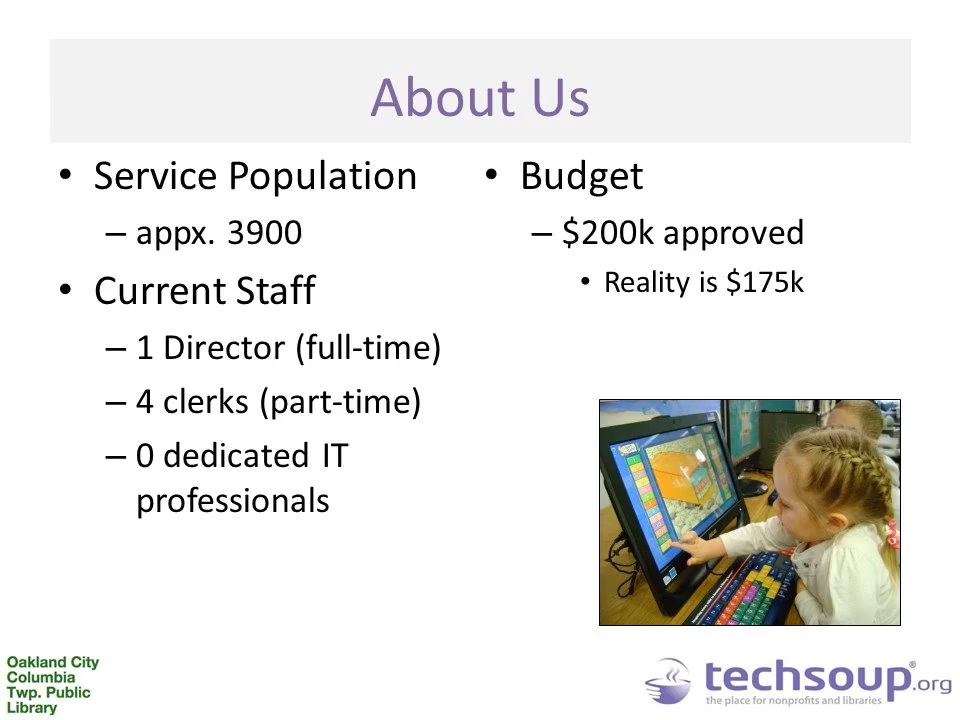 About Us
• Service Population
– appx. 3900
• Current Staff
– 1 Director (full-time)
– 4 clerks (part-time)
– 0 dedicated IT
professionals
• Budget
– $200k approved
• Reality is $175k
Oakland City
Columbia
Twp. Public
Library
techsoup®.org
the place for nonprofits and libraries